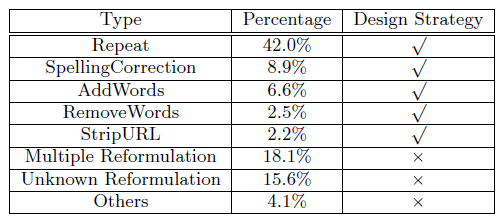 Type Percentage Design Strategy
Repeat 42.0% √
SpellingCorrection 8.9% √
AddWords 6.6% √
RemoveWords 2.5% √
StripURL 2.2% √
Multiple Reformulation 18.1% ×
Unknown Reformulation 15.6% ×
Others 4.1% ×